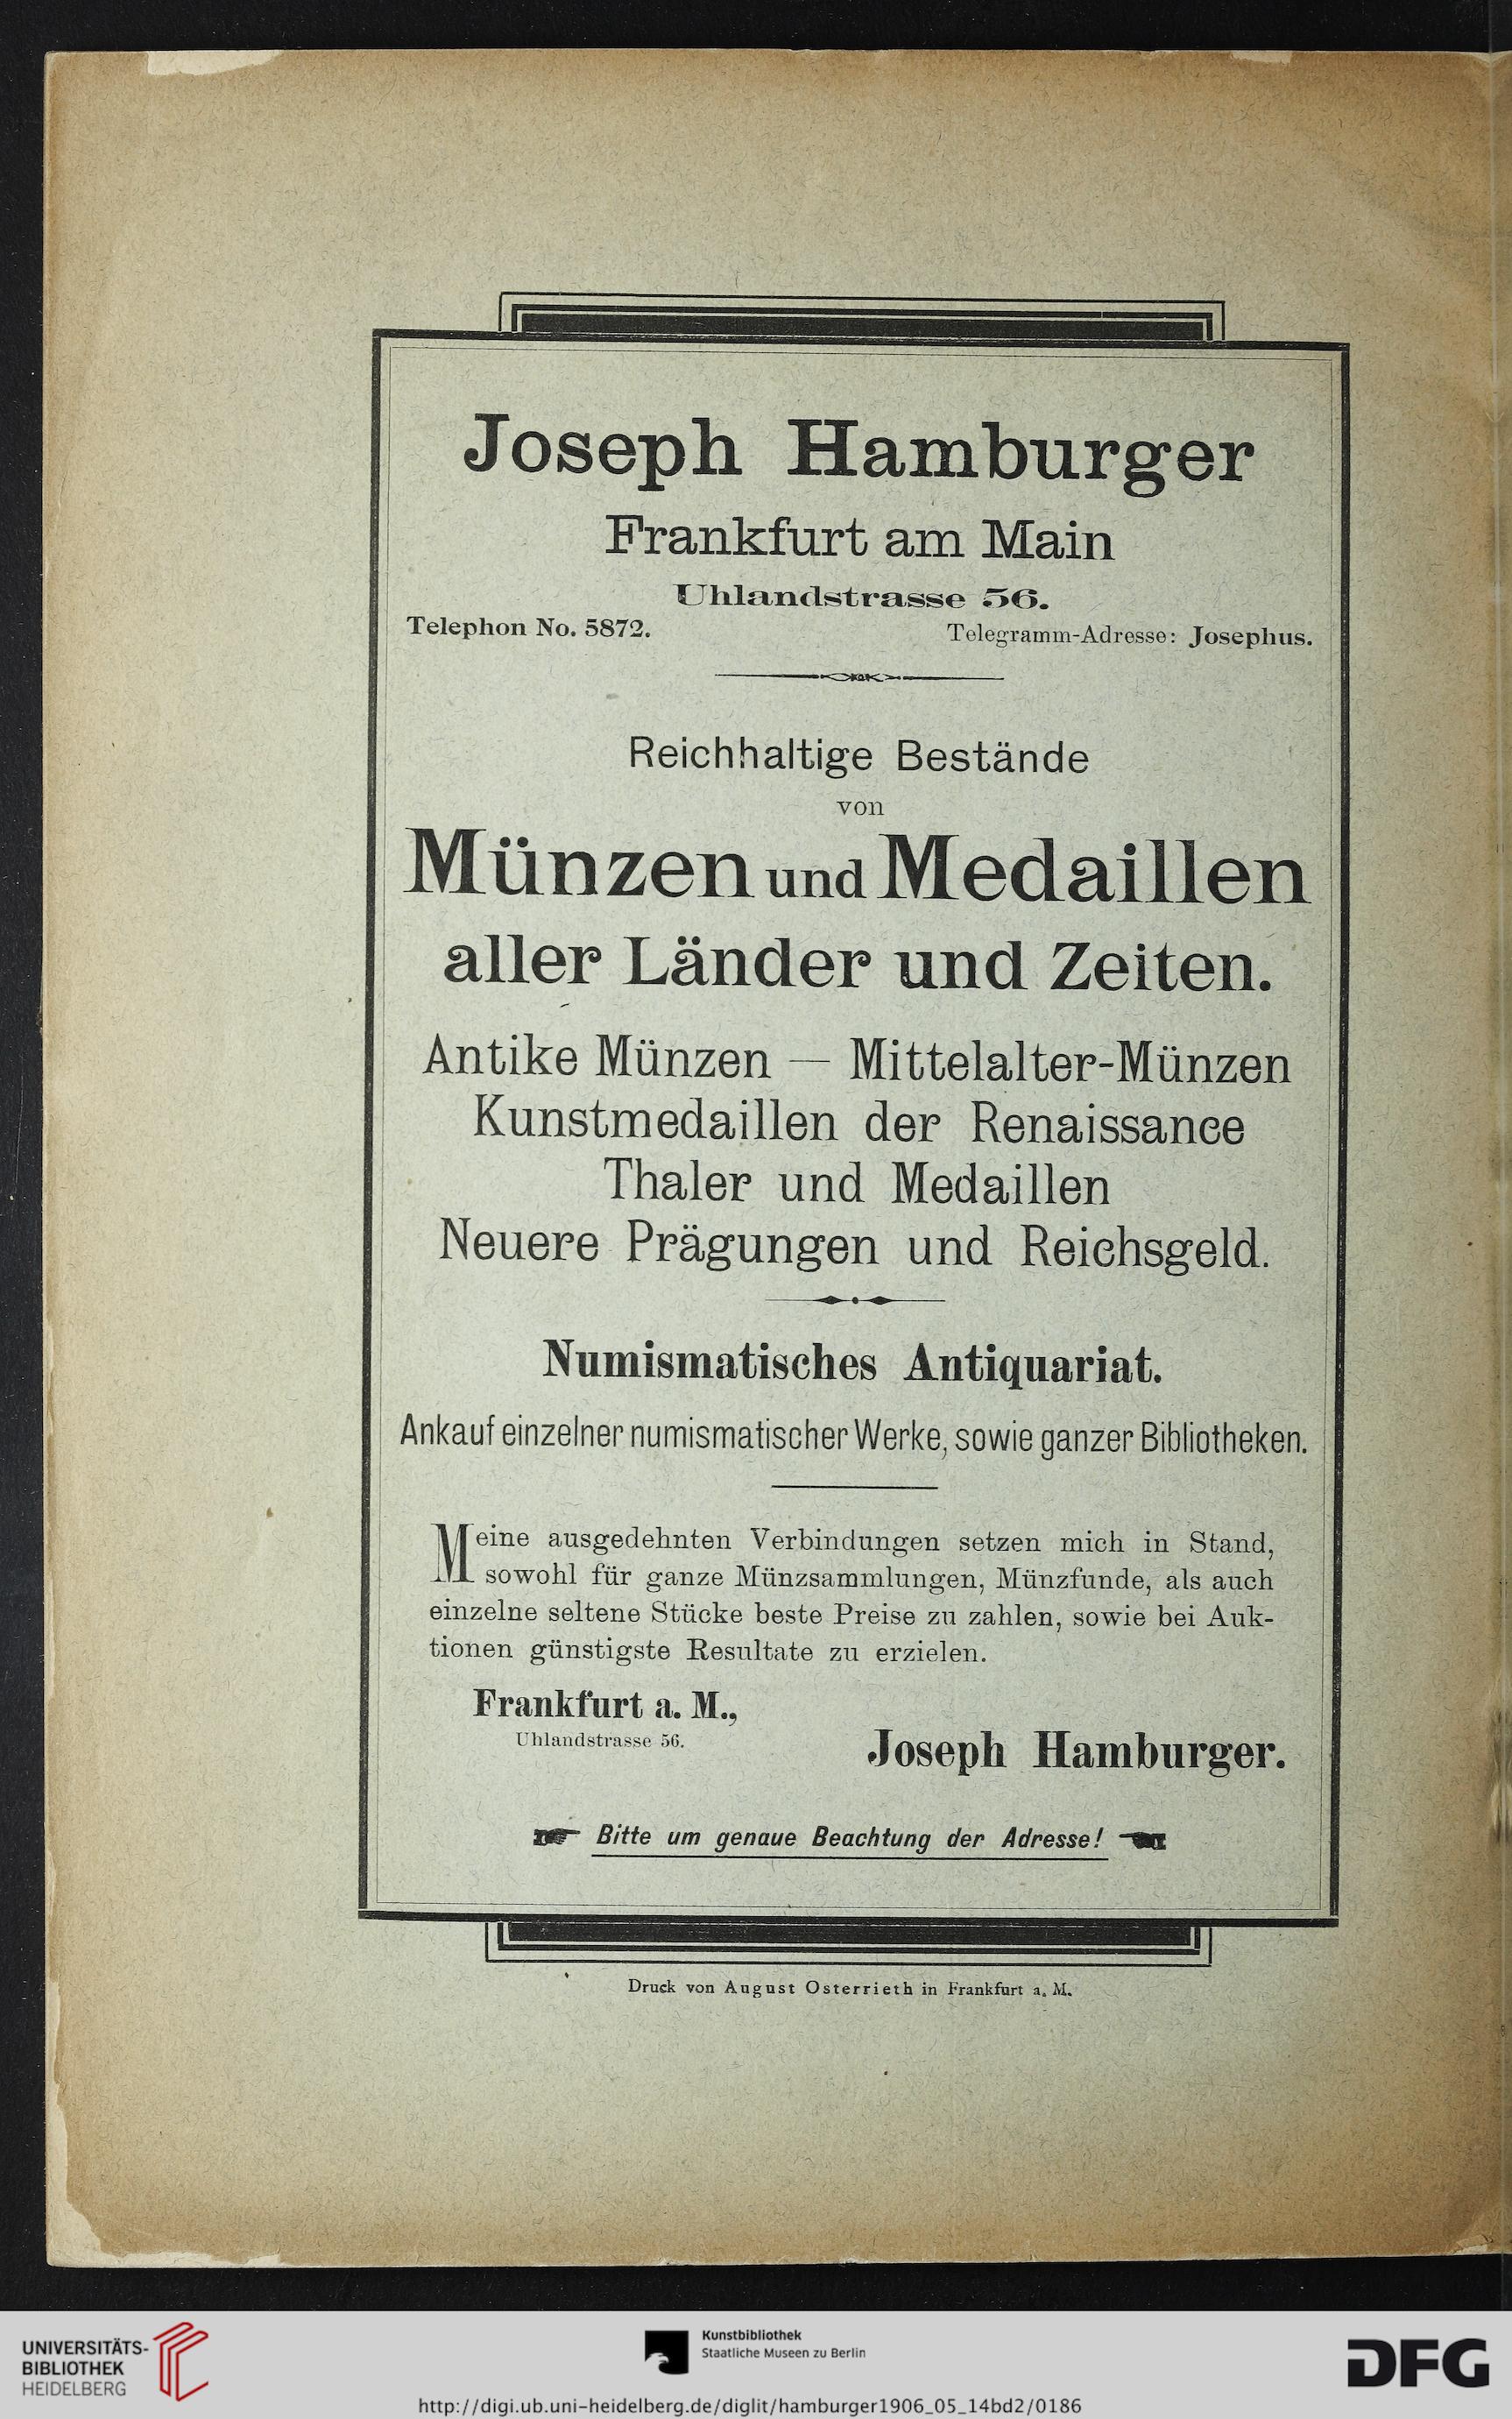 Joseph Hamburger
Frankfurt am Main
Uhlandstrasse 56.
Telephon No. 5872. Telegramm-Adresse: Josephus.
Reichhaltige Bestände
von
Münzen und Medaillen
aller Länder und Zeiten.
Antike Münzen — Mittelalter-Münzen
Kunstmedaillen der Renaissance
Thaler und Medaillen
Neuere Prägungen und Reichsgeld.
Numismatisches Antiquariat.
Ankauf einzelner numismatischer Werke, sowie ganzer Bibliotheken.
Meine ausgedehnten Verbindungen setzen mich in Stand,
sowohl für ganze Münzsammlungen, Münzfunde, als auch
einzelne seltene Stücke beste Preise zu zahlen, sowie bei Auk-
tionen günstigste Resultate zu erzielen.
Frankfurt a. M.,
Uhlandstrasse 56.
Joseph Hamburger.
Bitte um genaue Beachtung der Adresse!
Druck von August Osterrieth in Frankfurt a. M.
UNIVERSITÄTS-
BIBLIOTHEK
HEIDELBERG
Kunstbibliothek
Staatliche Museen zu Berlin
DFG
http://digi.ub.uni-heidelberg.de/diglit/hamburger1906_05_14bd2/0186